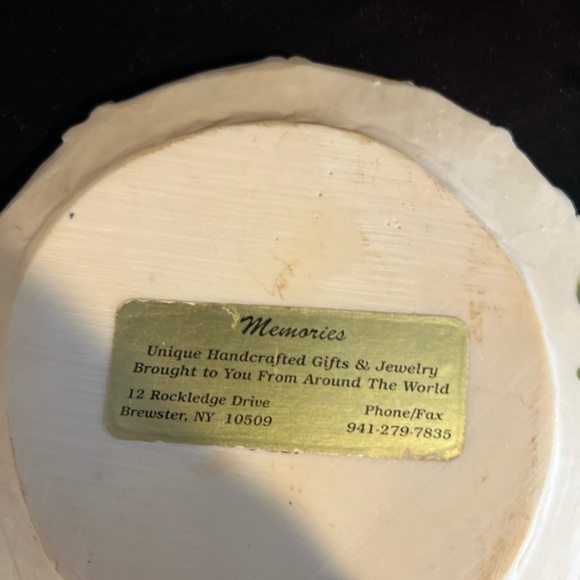 Memories
Unique Handcrafted Gifts & Jewelry
Brought to You From Around The World
12 Rockledge Drive
Brewster, NY 10509
Phone/Fax
941-279-7835